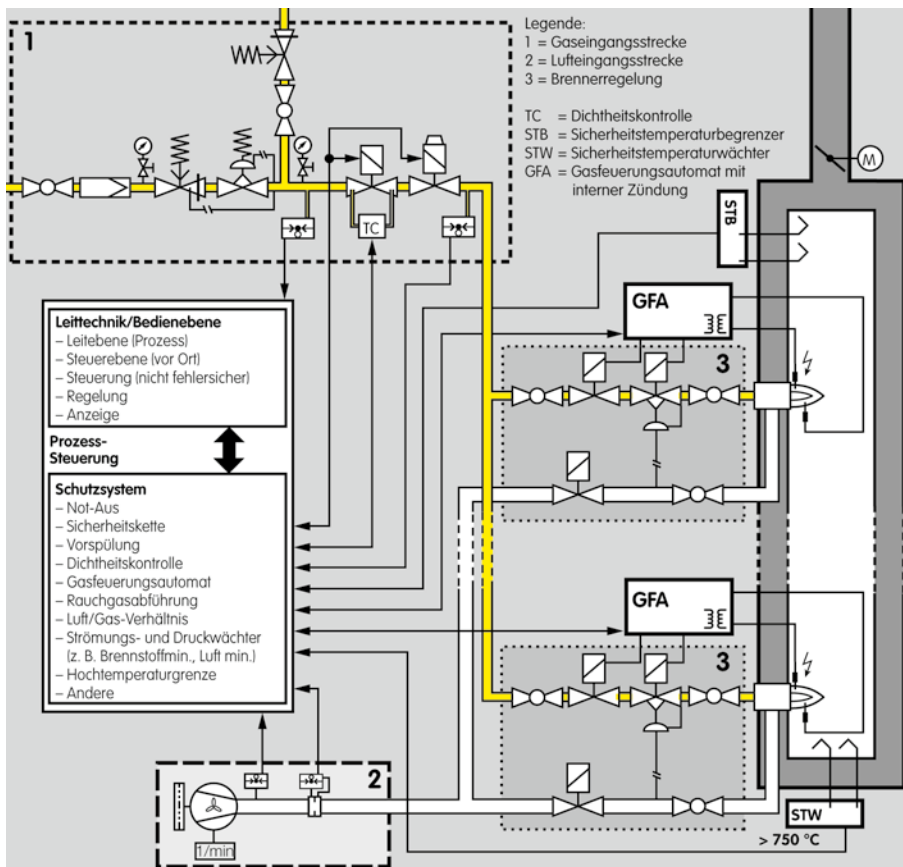 1
Legende:
1 = Gaseingangsstrecke
2 = Lufteingangsstrecke
3 = Brennerregelung
TC = Dichtheitskontrolle
STB = Sicherheitstemperaturbegrenzer
STW = Sicherheitstemperaturwächter
GFA = Gasfeuerungsautomat mit
interner Zündung
M
TC
STB
GFA
3
Leittechnik/Bedienebene
– Leitebene (Prozess)
– Steuerebene (vor Ort)
– Steuerung (nicht fehlersicher)
– Regelung
– Anzeige
Prozess-
Steuerung
Schutzsystem
– Not-Aus
– Sicherheitskette
– Vorspülung
– Dichtheitskontrolle
– Gasfeuerungsautomat
– Rauchgasabführung
– Luft/Gas-Verhältnis
– Strömungs- und Druckwächter
(z. B. Brennstoffmin., Luft min.)
– Hochtemperaturgrenze
– Andere
GFA
3
2
1/min
STW
> 750 °C